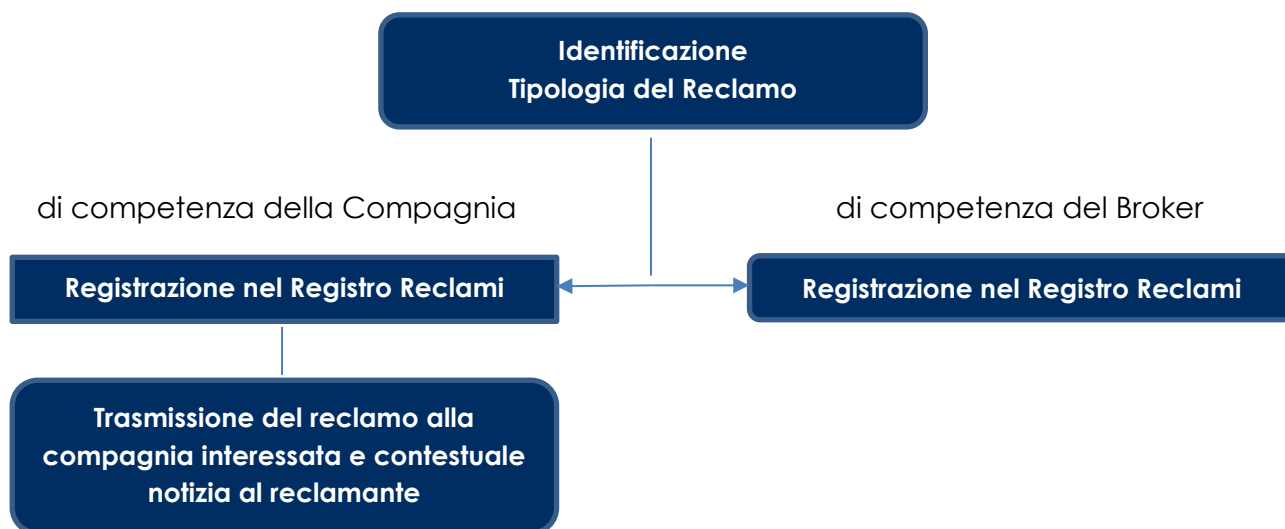 Identificazione
Tipologia del Reclamo
di competenza della Compagnia
di competenza del Broker
Registrazione nel Registro Reclami
Registrazione nel Registro Reclami
Trasmissione del reclamo alla
compagnia interessata e contestuale
notizia al reclamante